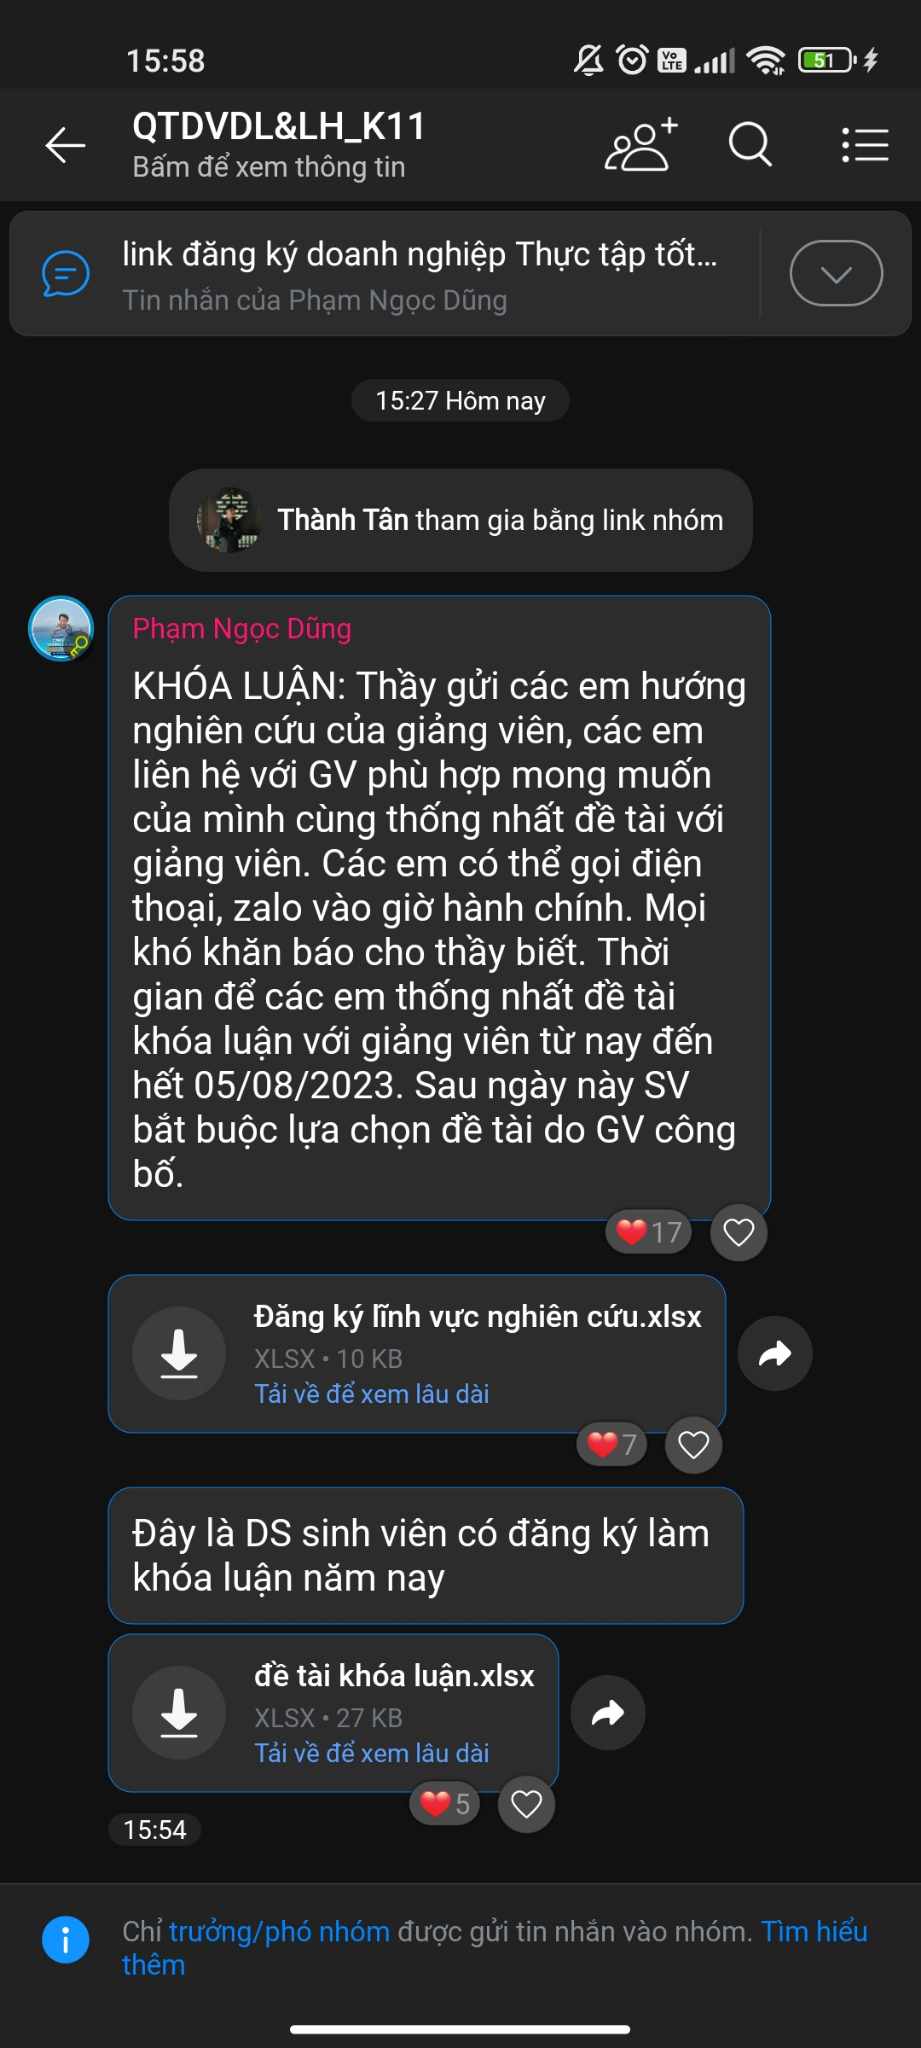 15:58
Vo
LTE
51
QTDVDL&LH_K11
Bấm để xem thông tin
link đăng ký doanh nghiệp Thực tập tốt...
Tin nhắn của Phạm Ngọc Dũng
15:27 Hôm nay
Thành Tân tham gia bằng link nhóm
Phạm Ngọc Dũng
KHÓA LUẬN: Thầy gửi các em hướng
nghiên cứu của giảng viên, các em
liên hệ với GV phù hợp mong muốn
của mình cùng thống nhất đề tài với
giảng viên. Các em có thể gọi điện
thoại, zalo vào giờ hành chính. Mọi
khó khăn báo cho thầy biết. Thời
gian để các em thống nhất đề tài
khóa luận với giảng viên từ nay đến
hết 05/08/2023. Sau ngày này SV
bắt buộc lựa chọn đề tài do GV công
bố.
17
Đăng ký lĩnh vực nghiên cứu.xlsx
XLSX • 10 KB
Tải về để xem lâu dài
7
Đây là DS sinh viên có đăng ký làm
khóa luận năm nay
đề tài khóa luận.xlsx
XLSX • 27 KB
Tải về để xem lâu dài
5
15:54
Chỉ trưởng/phó nhóm được gửi tin nhắn vào nhóm. Tìm hiểu
thêm